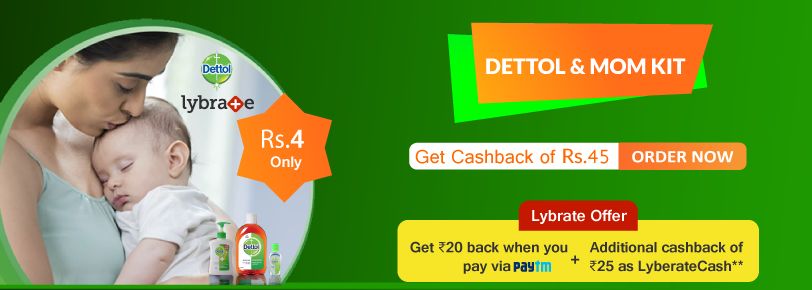 Dettol
lybrate
Rs.4
Only
Dettol
DETTOL & MOM KIT
Get Cashback of Rs.45
ORDER NOW
Lybrate Offer
Get ₹20 back when you
pay via paytm
+
Additional cashback of
₹25 as LyberateCash**